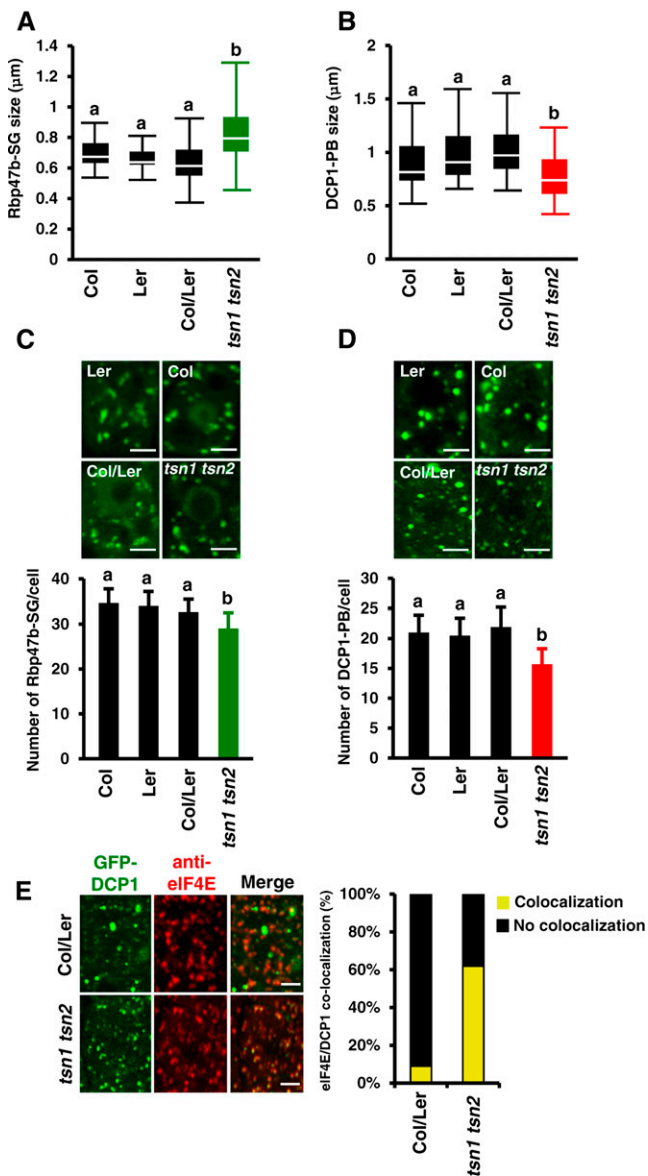 A
Rbp47b-SG size (μm)
1.4
1.2
1
0.8
0.6
0.4
0.2
0
a
a
a
b
Col
Ler
Col/Ler
tsn1 tsn2
B
DCP1-PB size (μm)
2
1.5
1
0.5
0
a
a
a
b
Col
Ler
Col/Ler
tsn1 tsn2
C
Ler
Col
Col/Ler
tsn1 tsn2
Number of Rbp47b-SG/cell
40
30
20
10
0
a
a
a
b
Col
Ler
Col/Ler
tsn1 tsn2
D
Ler
Col
Col/Ler
tsn1 tsn2
Number of DCP1-PB/cell
30
25
20
15
10
5
0
a
a
a
b
Col
Ler
Col/Ler
tsn1 tsn2
E
GFP-
DCP1
anti-
eIF4E
Merge
Col/Ler
tsn1 tsn2
eIF4E/DCP1 co-localization (%)
100%
80%
60%
40%
20%
0%
Col/Ler
tsn1 tsn2
Colocalization
No colocalization